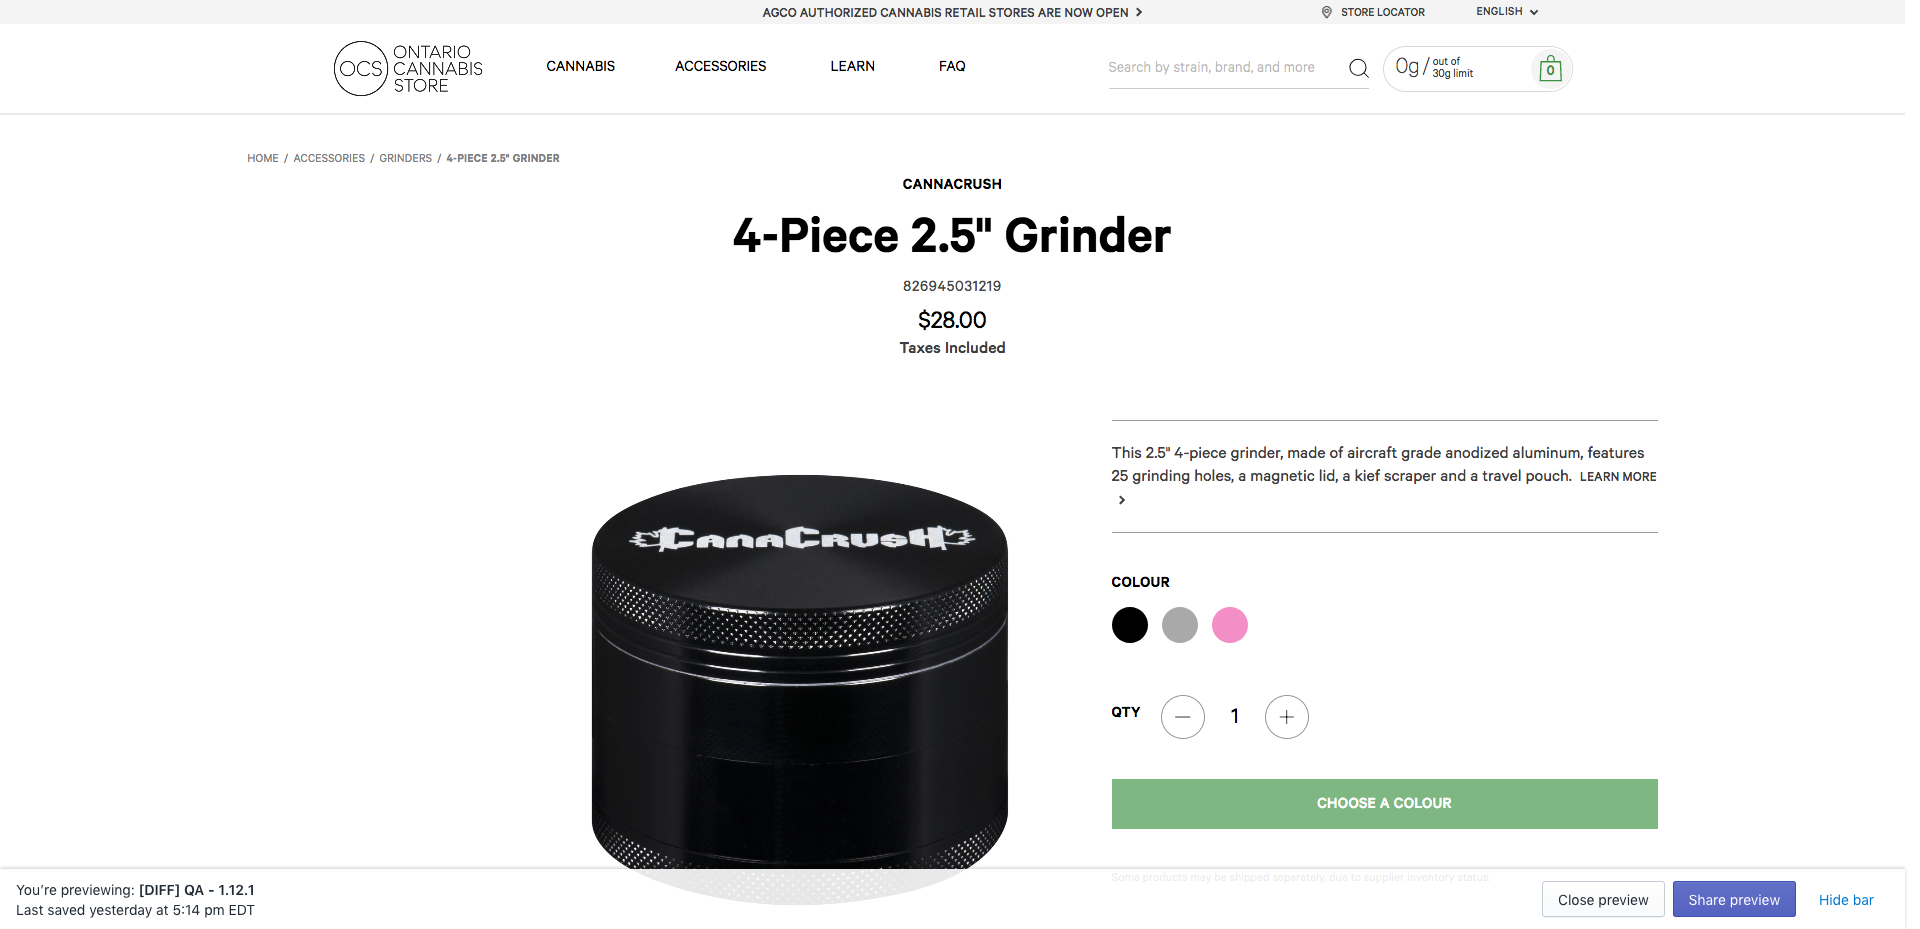 AGCO AUTHORIZED CANNABIS RETAIL STORES ARE NOW OPEN
STORE LOCATOR
ENGLISH
OCS
ONTARIO
CANNABIS
STORE
CANNABIS
ACCESSORIES
LEARN
FAQ
Search by strain, brand, and more
0g / out of
30g limit
0
HOME / ACCESSORIES / GRINDERS / 4-PIECE 2.5" GRINDER
CANNACRUSH
4-Piece 2.5" Grinder
826945031219
$28.00
Taxes Included
This 2.5" 4-piece grinder, made of aircraft grade anodized aluminum, features
25 grinding holes, a magnetic lid, a kief scraper and a travel pouch. LEARN MORE
CANACRUSH
COLOUR
QTY
1
CHOOSE A COLOUR
Some products may be shipped separately, due to supplier inventory status.
You're previewing: [DIFF] QA - 1.12.1
Last saved yesterday at 5:14 pm EDT
Close preview
Share preview
Hide bar